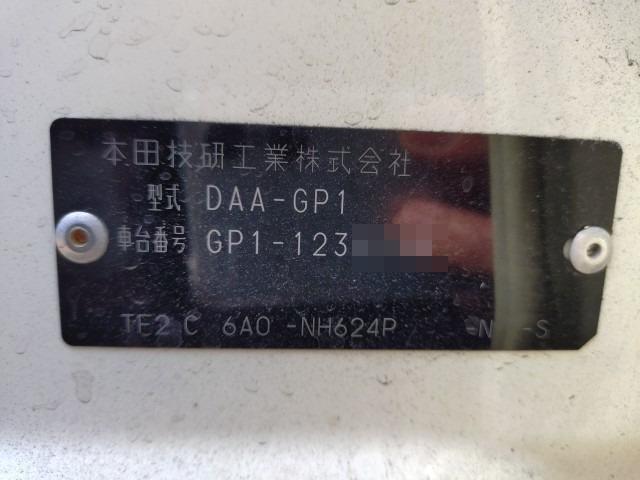 本田技研工業株式会社
型式 DAA-GP1
車台番号 GP1-123
TE2 C 6A0 -NH624P -N -S